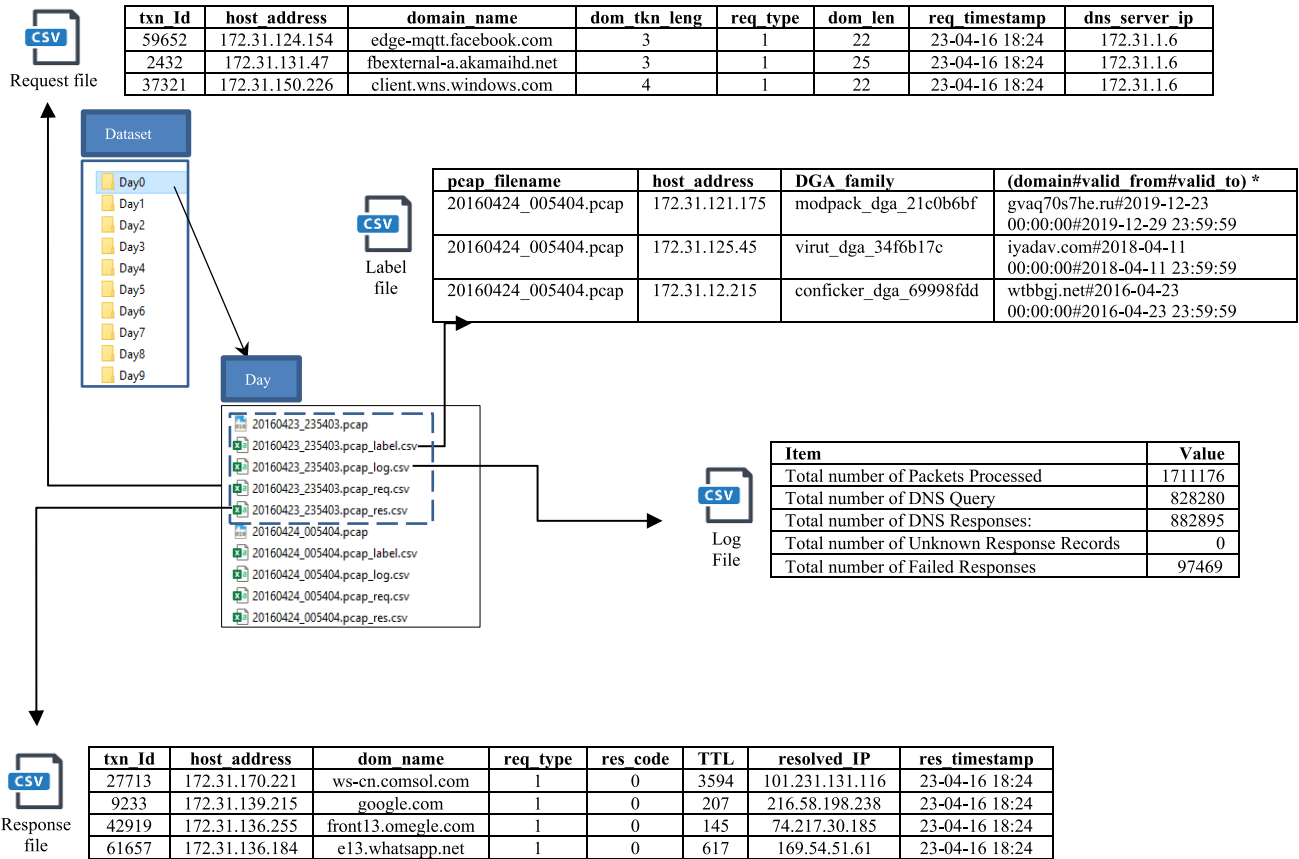 txn_Id host_address domain_name dom_tkn_leng req_type dom_len req_timestamp dns_server_ip
59652 172.31.124.154 edge-mqtt.facebook.com 3 1 22 23-04-16 18:24 172.31.1.6
2432 172.31.131.47 fbexternal-a.akamaihd.net 3 1 25 23-04-16 18:24 172.31.1.6
37321 172.31.150.226 client.wns.windows.com 4 1 22 23-04-16 18:24 172.31.1.6
CSV
Request file
Dataset
Day0
Day1
Day2
Day3
Day4
Day5
Day6
Day7
Day8
Day9
CSV
Label
file
pcap_filename host_address DGA_family (domain#valid_from#valid_to) *
20160424_005404.pcap 172.31.121.175 modpack_dga_21c0b6bf gvaq70s7he.ru#2019-12-23
00:00:00#2019-12-29 23:59:59
20160424_005404.pcap 172.31.125.45 virut_dga_34f6b17c iyadav.com#2018-04-11
00:00:00#2018-04-11 23:59:59
20160424_005404.pcap 172.31.12.215 conficker_dga_69998fdd wtbbgj.net#2016-04-23
00:00:00#2016-04-23 23:59:59
Day
20160423_235403.pcap
20160423_235403.pcap_label.csv
20160423_235403.pcap_log.csv
20160423_235403.pcap_req.csv
20160423_235403.pcap_res.csv
20160424_005404.pcap
20160424_005404.pcap_label.csv
20160424_005404.pcap_log.csv
20160424_005404.pcap_req.csv
20160424_005404.pcap_res.csv
CSV
Log
File
Item Value
Total number of Packets Processed 1711176
Total number of DNS Query 828280
Total number of DNS Responses: 882895
Total number of Unknown Response Records 0
Total number of Failed Responses 97469
CSV
Response
file
txn_Id host_address dom_name req_type res_code TTL resolved_IP res_timestamp
27713 172.31.170.221 ws-cn.comsol.com 1 0 3594 101.231.131.116 23-04-16 18:24
9233 172.31.139.215 google.com 1 0 207 216.58.198.238 23-04-16 18:24
42919 172.31.136.255 front13.omegle.com 1 0 145 74.217.30.185 23-04-16 18:24
61657 172.31.136.184 e13.whatsapp.net 1 0 617 169.54.51.61 23-04-16 18:24